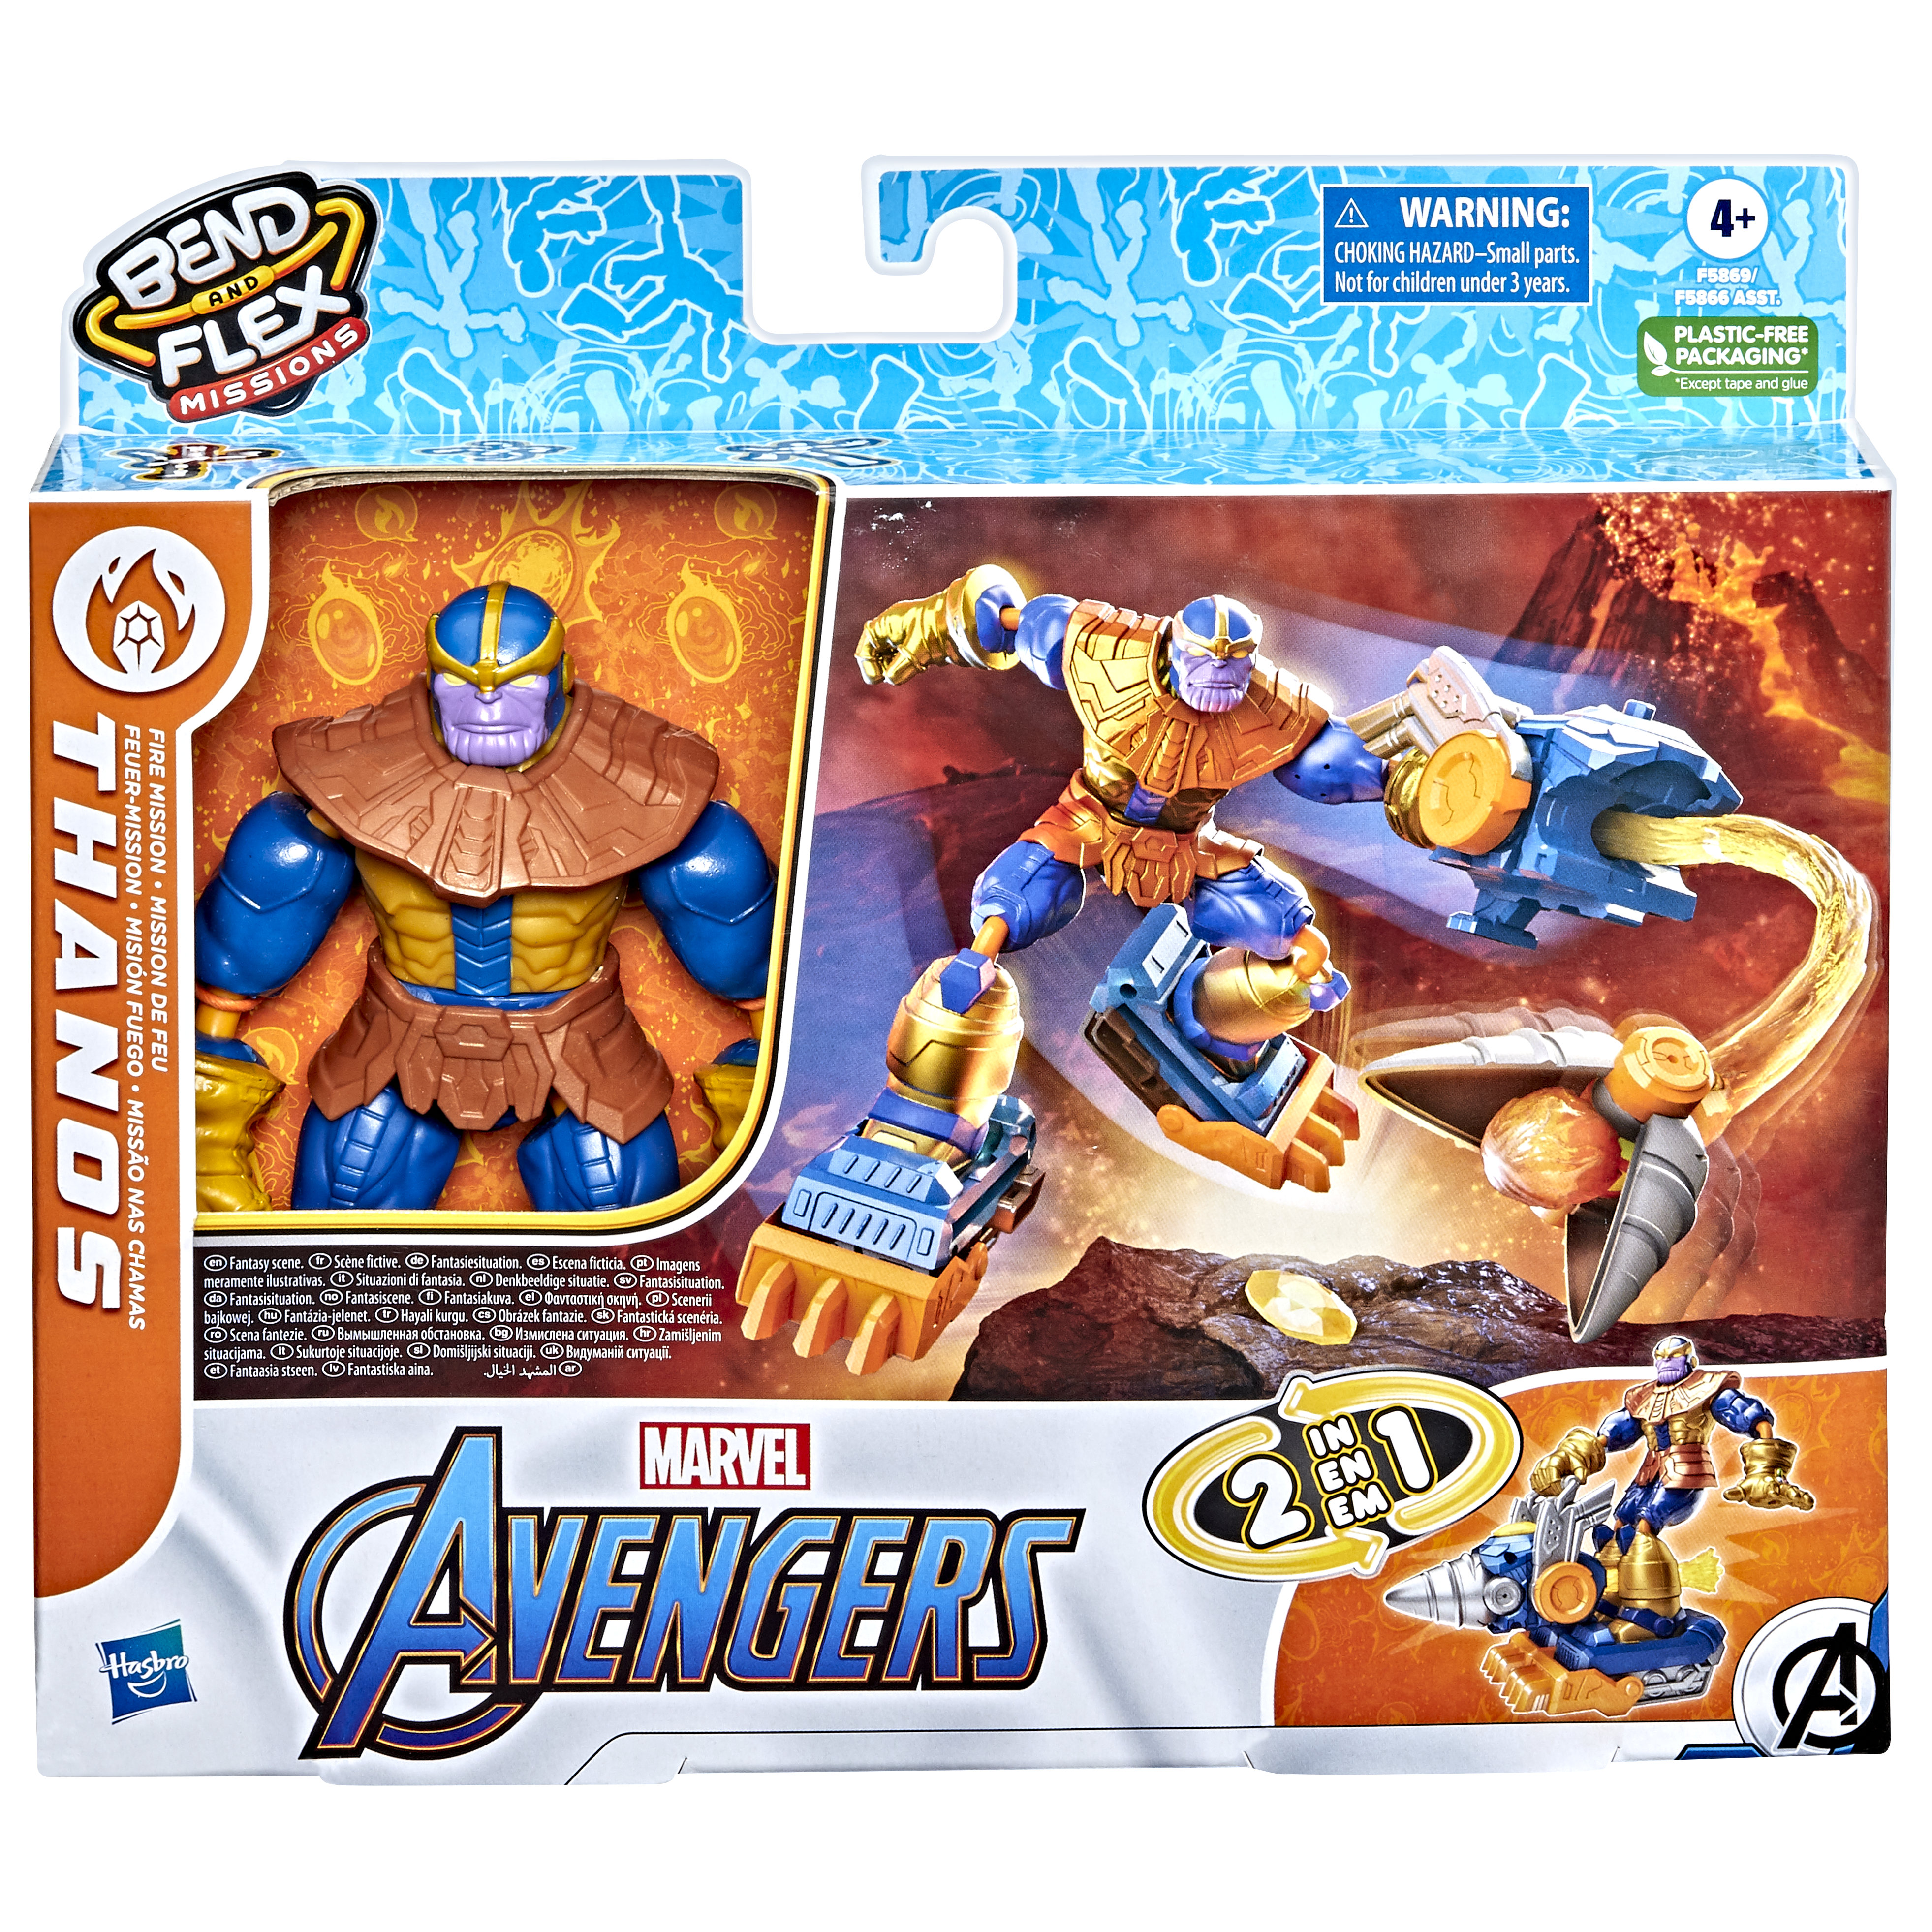 BEND
AND
FLEX
MISSIONS
WARNING:
CHOKING HAZARD–Small parts.
Not for children under 3 years.
4+
F5869/
F5866 ASST.
PLASTIC-FREE
PACKAGING*
*Except tape and glue
THANOS
FIRE MISSION • MISSION DE FEU
FEUER-MISSION • MISIÓN FUEGO • MISSÃO NAS CHAMAS
en Fantasy scene. fr Scène fictive. de Fantasiesituation. es Escena ficticia. pt Imagens
meramente ilustrativas. it Situazioni di fantasia. nl Denkbeeldige situatie. sv Fantasisituation.
da Fantasisituation. no Fantasiscene. fi Fantasiakuva. el Φανταστική σκηνή. pl Scenerii
bajkowej. hu Fantázia-jelenet. tr Hayali kurgu. cs Obrázek fantazie. sk Fantastická scenéria.
ro Scena fantezie. ru Вымышленная обстановка. bg Измислена ситуация. hr Zamišljenim
situacijama. lt Sukurtoje situacijoje. sl Domišljijski situaciji. uk Видуманій ситуації.
et Fantaasia stseen. lv Fantastiska aina. ar المشهد الخيال.
MARVEL
AVENGERS
2 IN EN EM 1
Hasbro
A